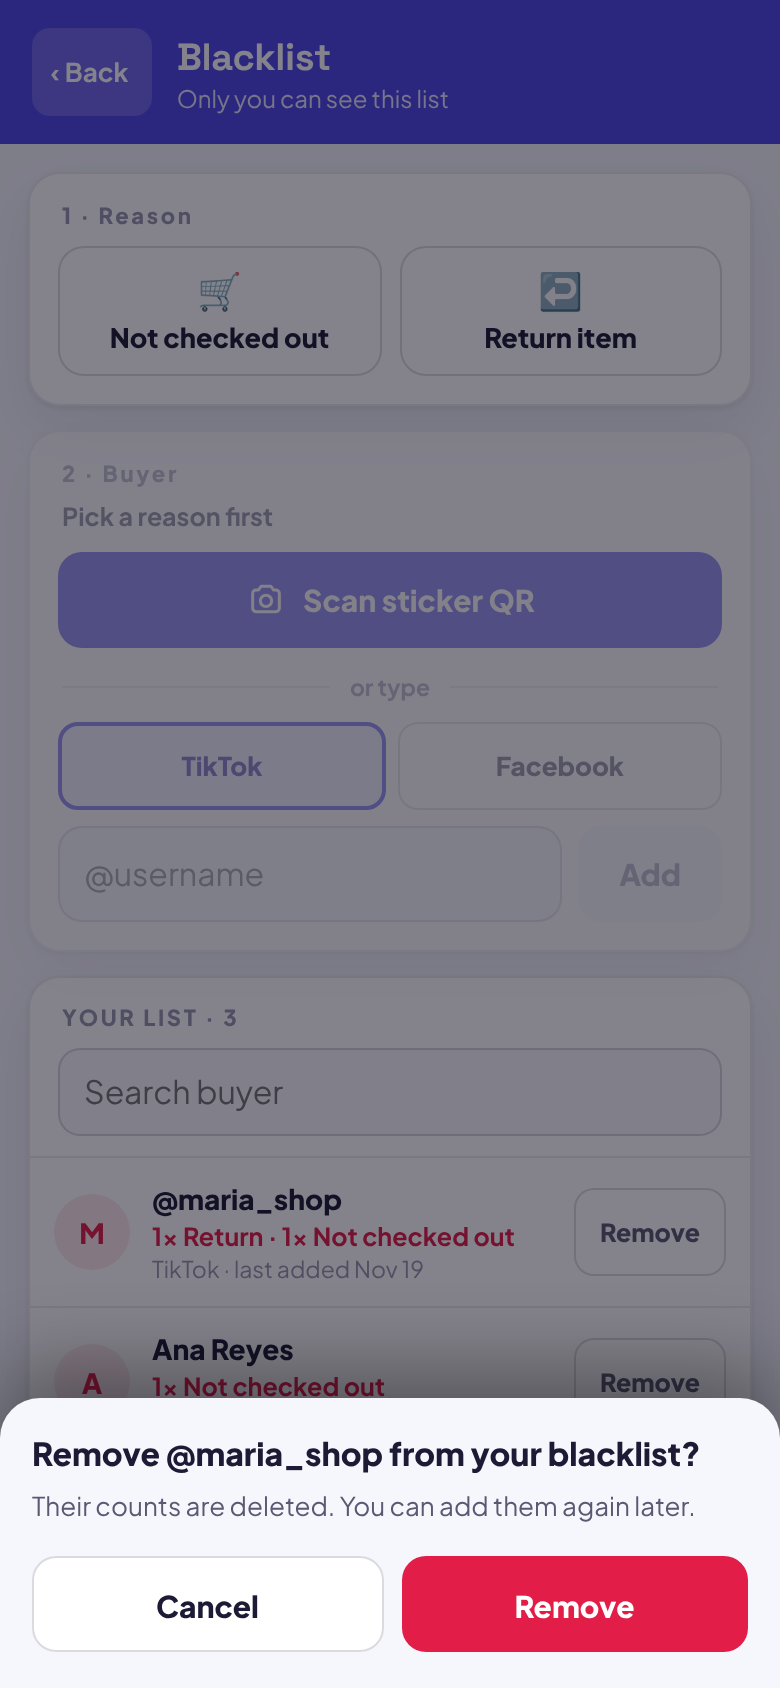 ‹ Back
Blacklist
Only you can see this list
1 · Reason
Not checked out
Return item
2 · Buyer
Pick a reason first
Scan sticker QR
or type
TikTok
Facebook
@username
Add
YOUR LIST · 3
Search buyer
M
@maria_shop
1× Return · 1× Not checked out
TikTok · last added Nov 19
Remove
A
Ana Reyes
1× Not checked out
Remove
Remove @maria_shop from your blacklist?
Their counts are deleted. You can add them again later.
Cancel
Remove